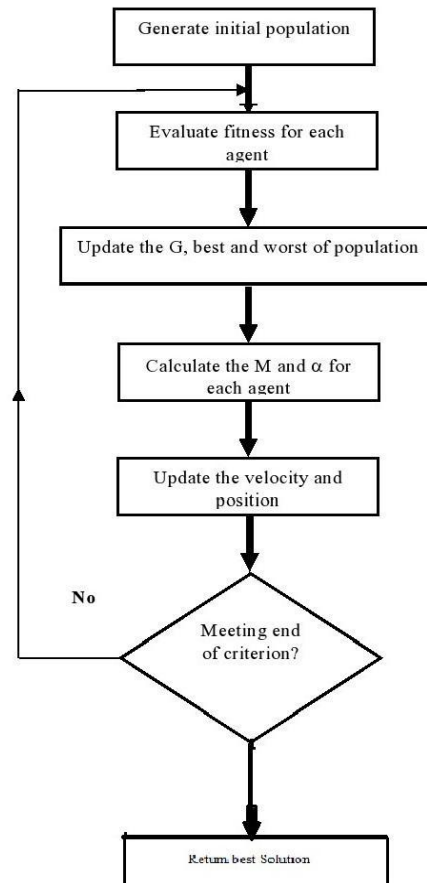 Generate initial population
Evaluate fitness for each
agent
Update the G, best and worst of population
Calculate the M and α for
each agent
Update the velocity and
position
No
Meeting end
of criterion?
Return best Solution